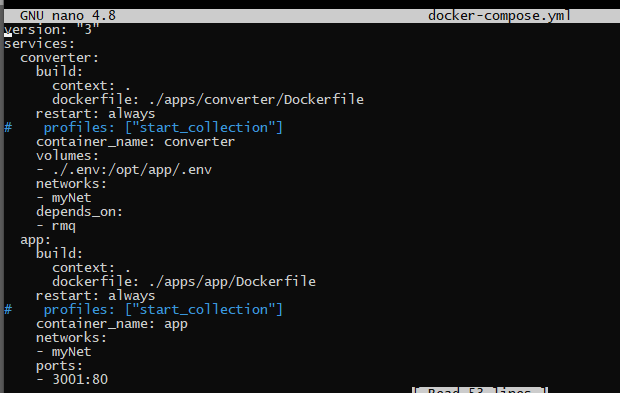 GNU nano 4.8 docker-compose.yml
version: "3"
services:
  converter:
    build:
      context: .
      dockerfile: ./apps/converter/Dockerfile
    restart: always
#    profiles: ["start_collection"]
    container_name: converter
    volumes:
    - ./.env:/opt/app/.env
    networks:
    - myNet
    depends_on:
    - rmq
  app:
    build:
      context: .
      dockerfile: ./apps/app/Dockerfile
    restart: always
#    profiles: ["start_collection"]
    container_name: app
    networks:
    - myNet
    ports:
    - 3001:80
[ Read 53 lines ]